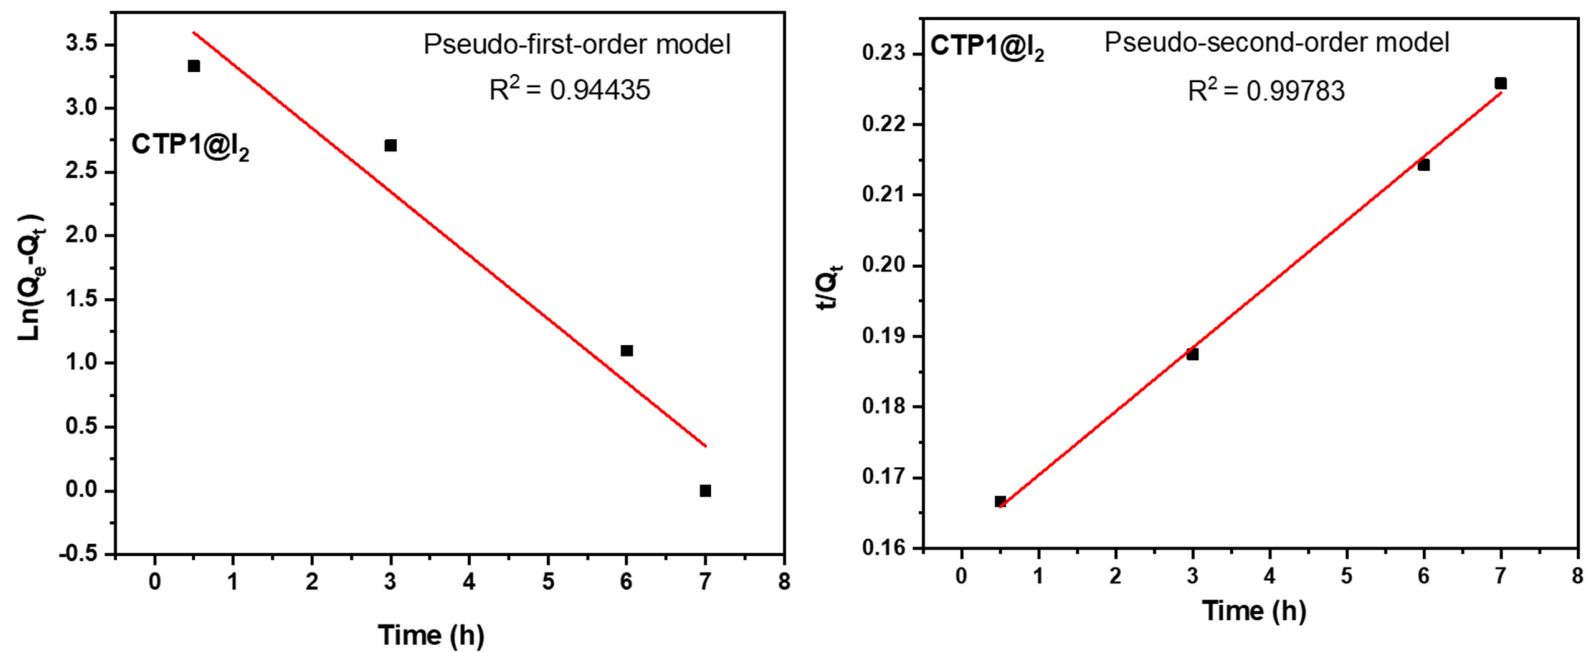 Pseudo-first-order model
R² = 0.94435
CTP1@I₂
Ln(Qₑ-Qₜ)
3.5
3.0
2.5
2.0
1.5
1.0
0.5
0.0
-0.5
0 1 2 3 4 5 6 7 8
Time (h)
CTP1@I₂
Pseudo-second-order model
R² = 0.99783
t/Qₜ
0.23
0.22
0.21
0.20
0.19
0.18
0.17
0.16
0 1 2 3 4 5 6 7 8
Time (h)